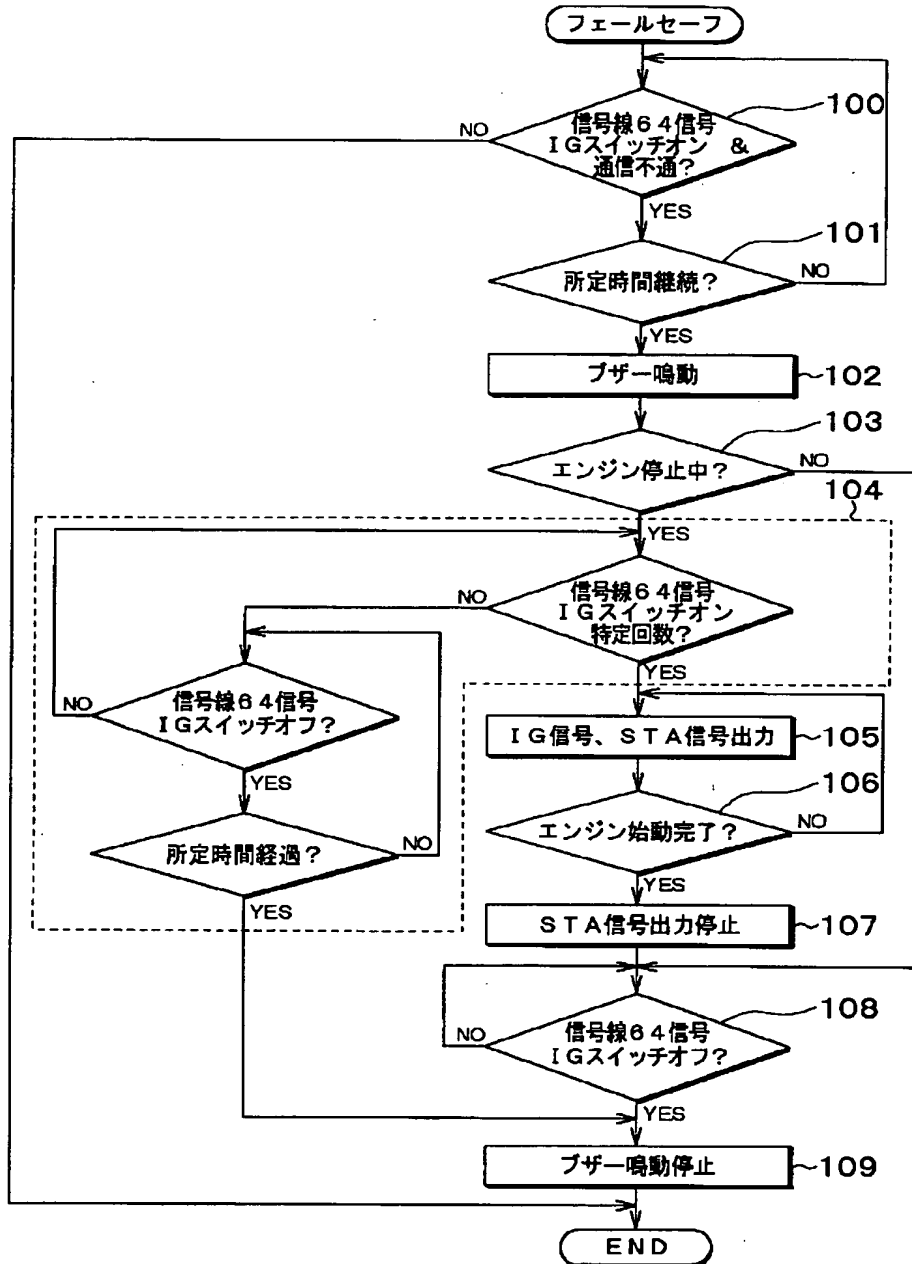 フェールセーフ
100
信号線64信号
IGスイッチオン &
通信不通?
NO
YES
101
所定時間継続?
NO
YES
ブザー鳴動
102
103
エンジン停止中?
NO
104
YES
信号線64信号
IGスイッチオン
特定回数?
NO
YES
信号線64信号
IGスイッチオフ?
NO
YES
所定時間経過?
NO
YES
IG信号、STA信号出力
105
106
エンジン始動完了?
NO
YES
STA信号出力停止
107
108
信号線64信号
IGスイッチオフ?
NO
YES
ブザー鳴動停止
109
END